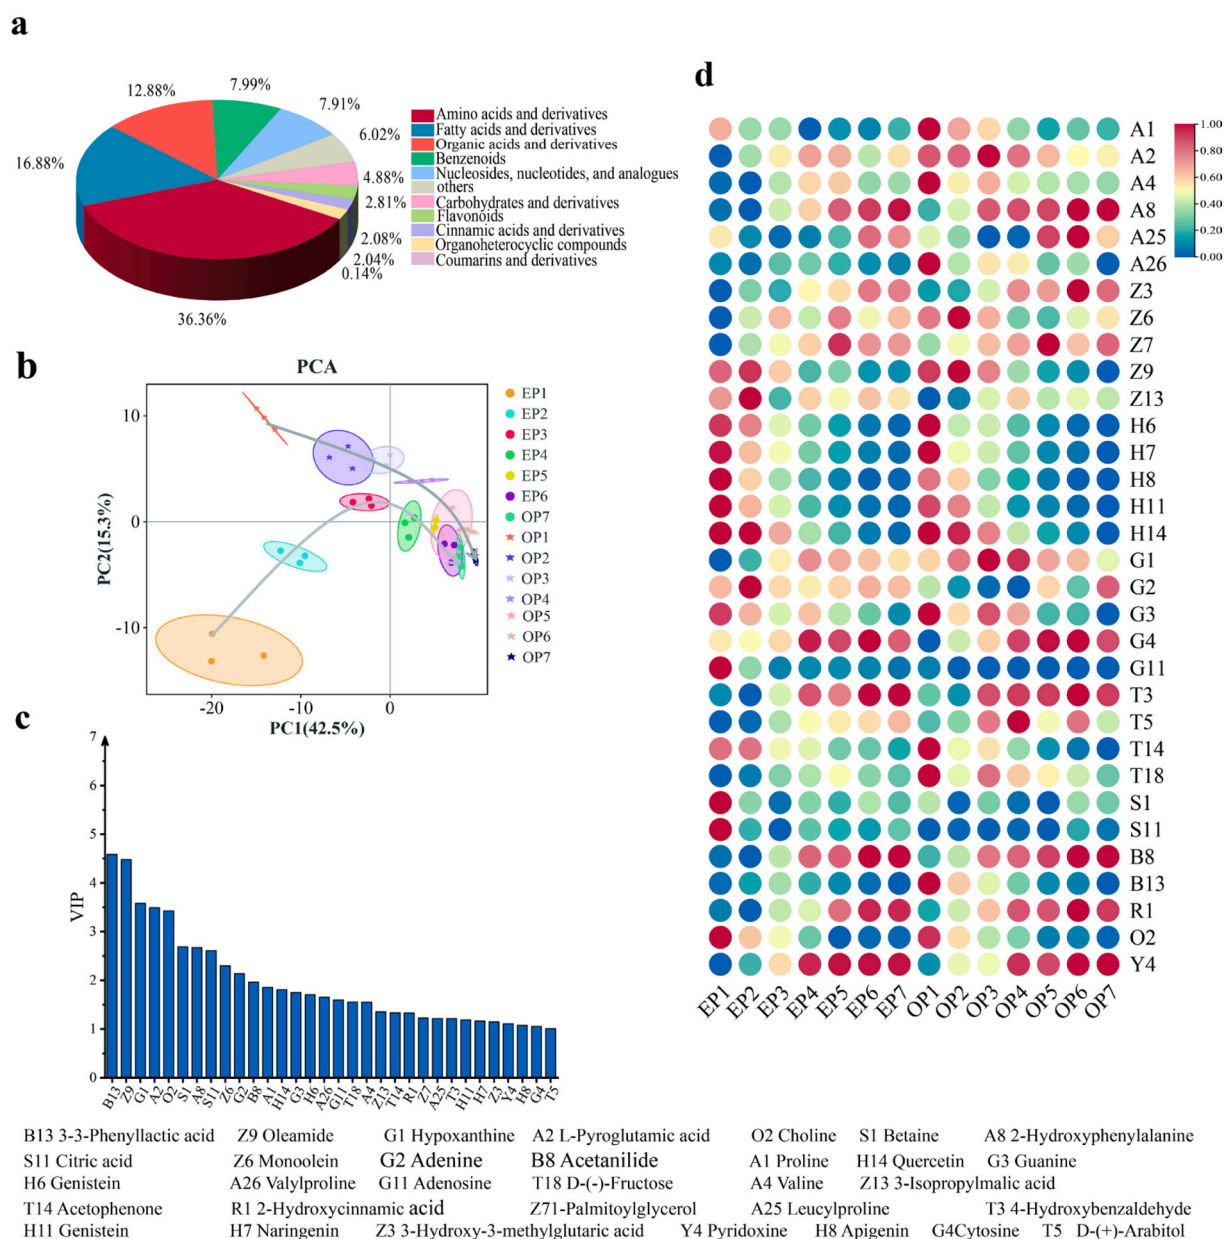 a
12.88%
7.99%
7.91%
6.02%
4.88%
2.81%
2.08%
2.04%
0.14%
16.88%
36.36%
Amino acids and derivatives
Fatty acids and derivatives
Organic acids and derivatives
Benzenoids
Nucleosides, nucleotides, and analogues
others
Carbohydrates and derivatives
Flavonoids
Cinnamic acids and derivatives
Organoheterocyclic compounds
Coumarins and derivatives
b
PCA
PC2(15.3%)
10
0
-10
-20
-10
0
PC1(42.5%)
EP1
EP2
EP3
EP4
EP5
EP6
OP7
OP1
OP2
OP3
OP4
OP5
OP6
OP7
c
VIP
7
6
5
4
3
2
1
0
B13 Z9 G1 A2 O2 S1 A8 S11 Z6 G2 B8 A1 H14 G3 H6 A26 G11 T18 A4 Z13 T14 R1 Z7 A25 T3 H11 H7 Z3 Y4 H8 G4 T5
d
A1
A2
A4
A8
A25
A26
Z3
Z6
Z7
Z9
Z13
H6
H7
H8
H11
H14
G1
G2
G3
G4
G11
T3
T5
T14
T18
S1
S11
B8
B13
R1
O2
Y4
EP1 EP2 EP3 EP4 EP5 EP6 EP7 OP1 OP2 OP3 OP4 OP5 OP6 OP7
1.00
0.80
0.60
0.40
0.20
0.00
B13 3-3-Phenyllactic acid Z9 Oleamide G1 Hypoxanthine A2 L-Pyroglutamic acid O2 Choline S1 Betaine A8 2-Hydroxyphenylalanine
S11 Citric acid Z6 Monoolein G2 Adenine B8 Acetanilide A1 Proline H14 Quercetin G3 Guanine
H6 Genistein A26 Valylproline G11 Adenosine T18 D-(-)-Fructose A4 Valine Z13 3-Isopropylmalic acid
T14 Acetophenone R1 2-Hydroxycinnamic acid Z71-Palmitoylglycerol A25 Leucylproline T3 4-Hydroxybenzaldehyde
H11 Genistein H7 Naringenin Z3 3-Hydroxy-3-methylglutaric acid Y4 Pyridoxine H8 Apigenin G4Cytosine T5 D-(+)-Arabitol